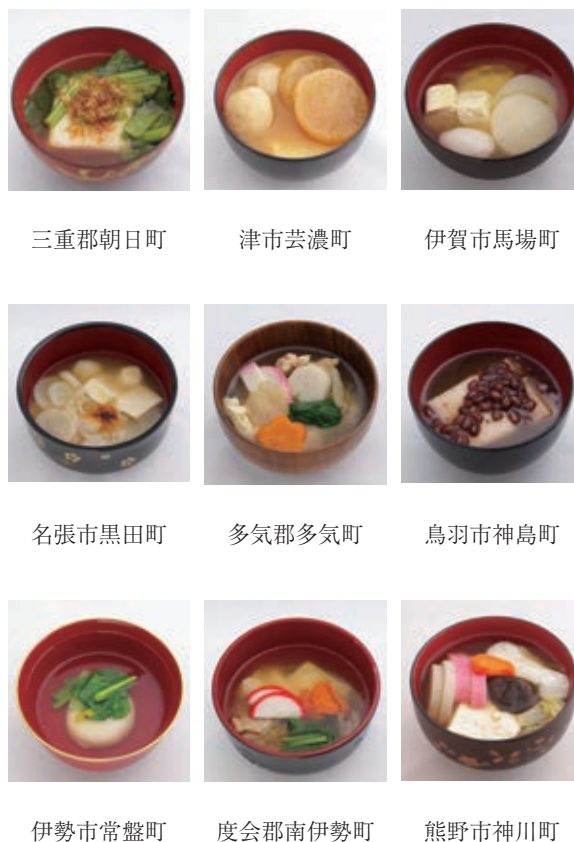 三重郡朝日町
津市芸濃町
伊賀市馬場町
名張市黒田町
多気郡多気町
鳥羽市神島町
伊勢市常盤町
度会郡南伊勢町
熊野市神川町